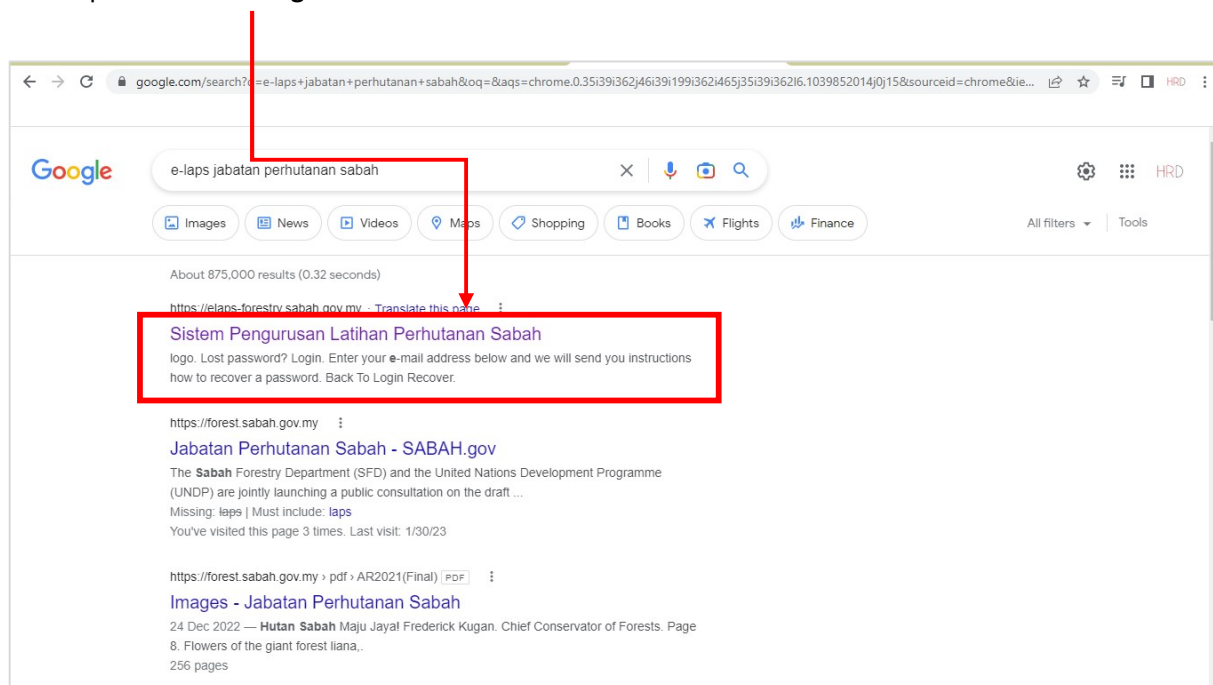 google.com/search?q=e-laps+jabatan+perhutanan+sabah&oq=&aqs=chrome.0.35i39i362j46i39i199i362i465j35i39i362l6.1039852014j0j15&sourceid=chrome&ie... HRD
Google e-laps jabatan perhutanan sabah HRD
Images News Videos Maps Shopping Books Flights Finance All filters Tools
About 875,000 results (0.32 seconds)
https://elaps-forestry.sabah.gov.my · Translate this page
Sistem Pengurusan Latihan Perhutanan Sabah
logo. Lost password? Login. Enter your e-mail address below and we will send you instructions
how to recover a password. Back To Login Recover.
https://forest.sabah.gov.my
Jabatan Perhutanan Sabah - SABAH.gov
The Sabah Forestry Department (SFD) and the United Nations Development Programme
(UNDP) are jointly launching a public consultation on the draft ...
Missing: laps | Must include: laps
You've visited this page 3 times. Last visit: 1/30/23
https://forest.sabah.gov.my › pdf › AR2021(Final) PDF
Images - Jabatan Perhutanan Sabah
24 Dec 2022 — Hutan Sabah Maju Jaya! Frederick Kugan. Chief Conservator of Forests. Page
8. Flowers of the giant forest liana,.
256 pages